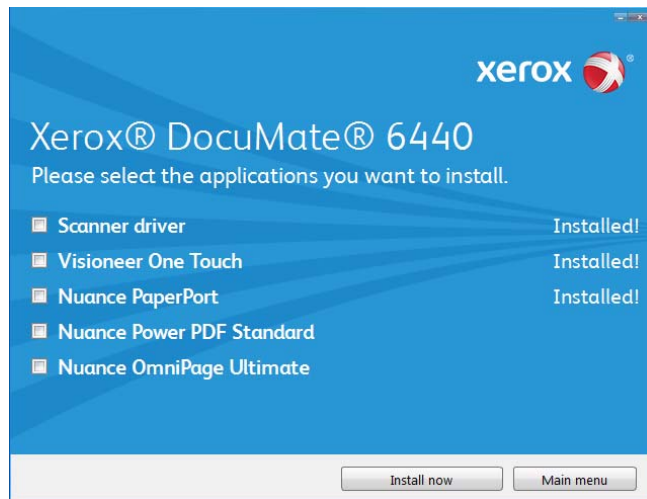 xerox ®
Xerox® DocuMate® 6440
Please select the applications you want to install.
Scanner driver Installed!
Visioneer One Touch Installed!
Nuance PaperPort Installed!
Nuance Power PDF Standard
Nuance OmniPage Ultimate
Install now Main menu